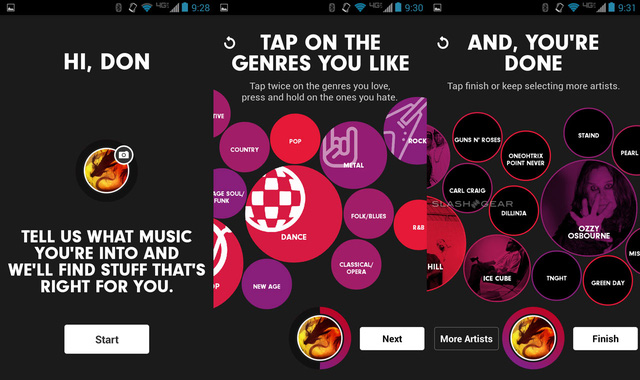 4G 9:28
HI, DON
TELL US WHAT MUSIC
YOU'RE INTO AND
WE'LL FIND STUFF THAT'S
RIGHT FOR YOU.
Start
4G 9:30
TAP ON THE
GENRES YOU LIKE
Tap twice on the genres you love,
press and hold on the ones you hate.
TIVE
COUNTRY
POP
METAL
ROCK
AGE SOUL/
FUNK
DANCE
FOLK/BLUES
R&B
OP
CLASSICAL/
OPERA
NEW AGE
Next
4G 9:31
AND, YOU'RE
DONE
Tap finish or keep selecting more artists.
GUNS N' ROSES
STAIND
ONEOHTRIX
POINT NEVER
PEARL
CARL CRAIG
SLASHGEAR
DILLINJA
OZZY
OSBOURNE
HILL
ICE CUBE
TNGHT
GREEN DAY
MIS
More Artists
Finish